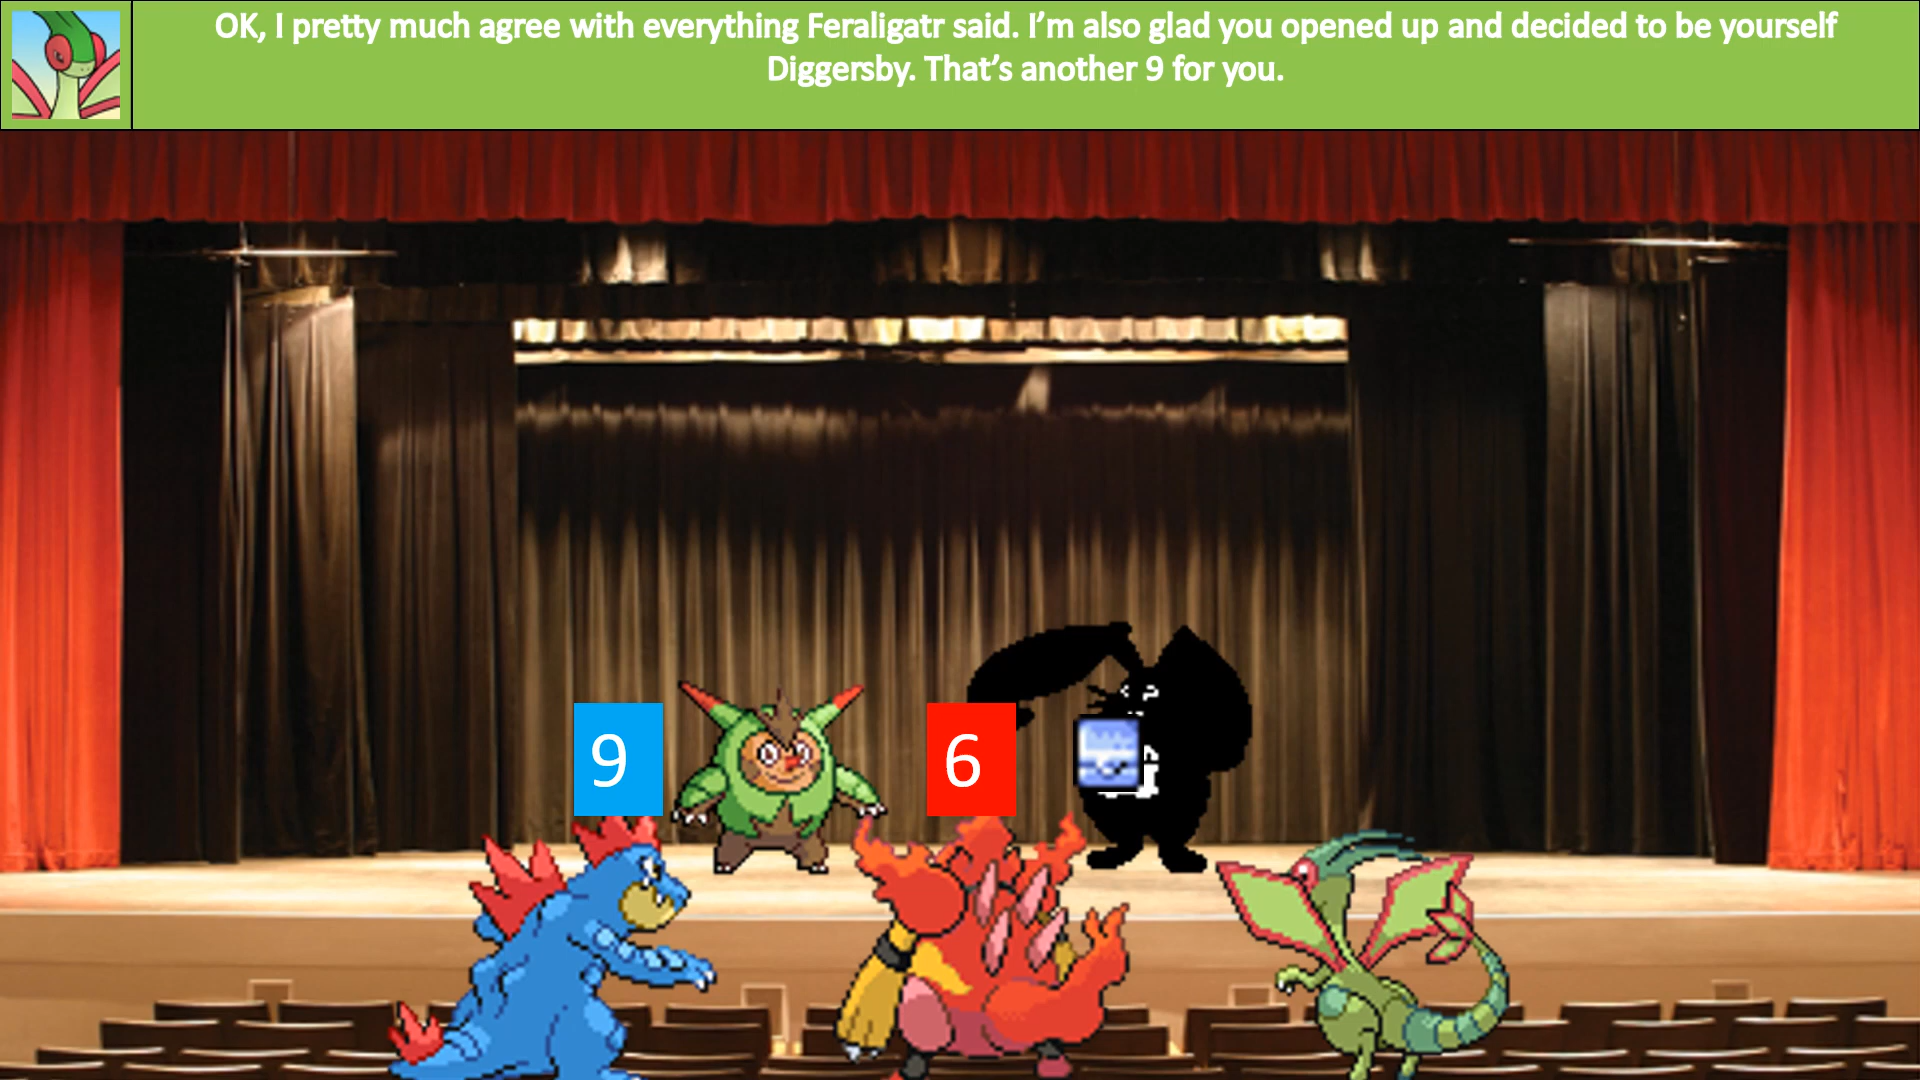 OK, I pretty much agree with everything Feraligatr said. I’m also glad you opened up and decided to be yourself
Diggersby. That’s another 9 for you.
9
6